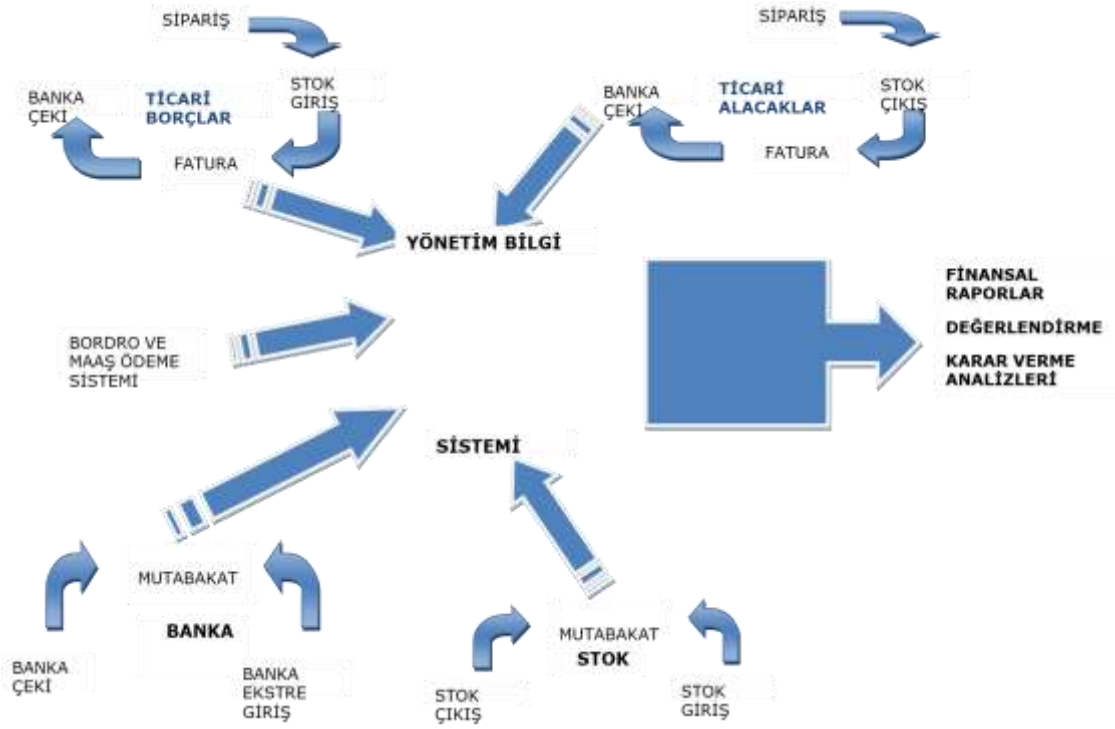 SİPARİŞ
BANKA
ÇEKİ
TİCARİ
BORÇLAR
STOK
GİRİŞ
FATURA
SİPARİŞ
BANKA
ÇEKİ
TİCARİ
ALACAKLAR
STOK
ÇIKIŞ
FATURA
YÖNETİM BİLGİ
BORDRO VE
MAAŞ ÖDEME
SİSTEMİ
FİNANSAL
RAPORLAR
DEĞERLENDİRME
KARAR VERME
ANALİZLERİ
SİSTEMİ
MUTABAKAT
BANKA
BANKA
ÇEKİ
BANKA
EKSTRE
GİRİŞ
MUTABAKAT
STOK
STOK
ÇIKIŞ
STOK
GİRİŞ